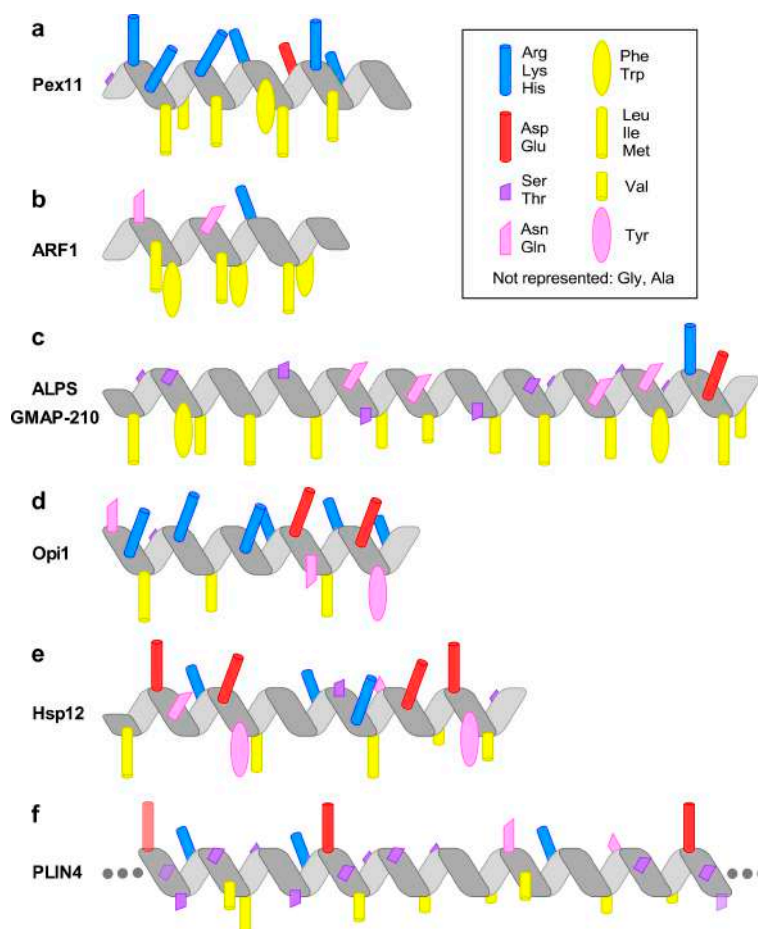 a
Pex11
Arg
Lys
His
Phe
Trp
Asp
Glu
Leu
Ile
Met
Ser
Thr
Val
Asn
Gln
Tyr
Not represented: Gly, Ala
b
ARF1
c
ALPS
GMAP-210
d
Opi1
e
Hsp12
f
PLIN4